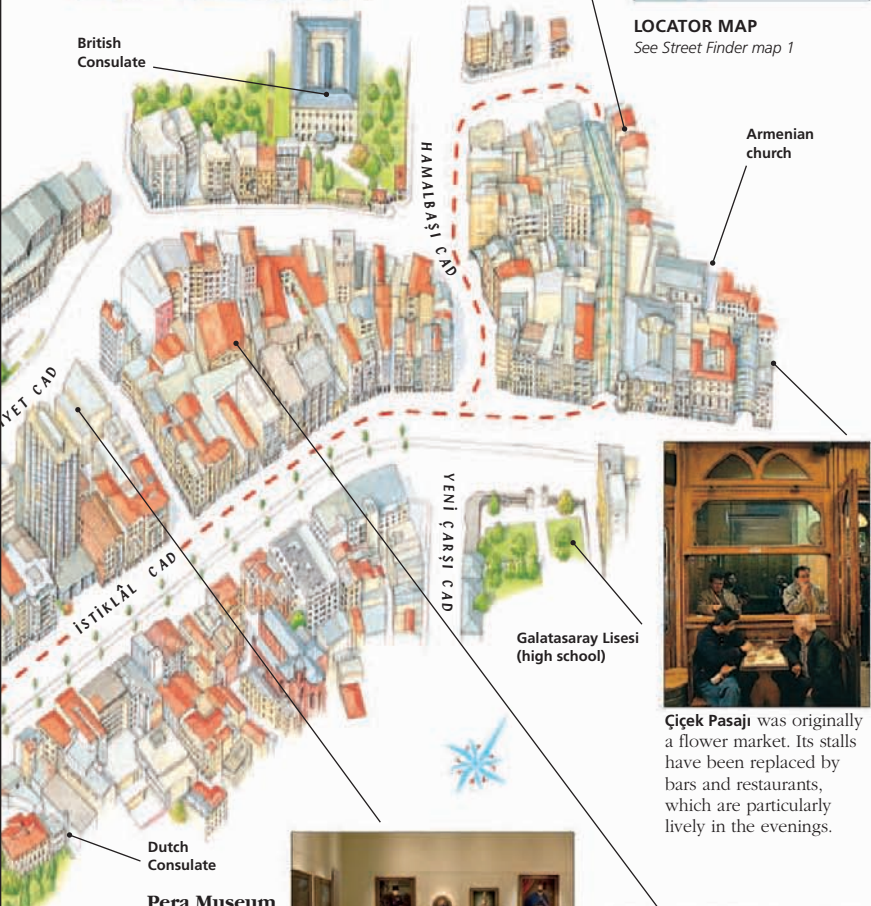 LOCATOR MAP
See Street Finder map 1
British
Consulate
Armenian
church
HAMALBAŞI CAD
YET CAD
İSTİKLÂL CAD
YENİ ÇARŞI CAD
Galatasaray Lisesi
(high school)
Çiçek Pasajı was originally
a flower market. Its stalls
have been replaced by
bars and restaurants,
which are particularly
lively in the evenings.
Dutch
Consulate
Pera Museum